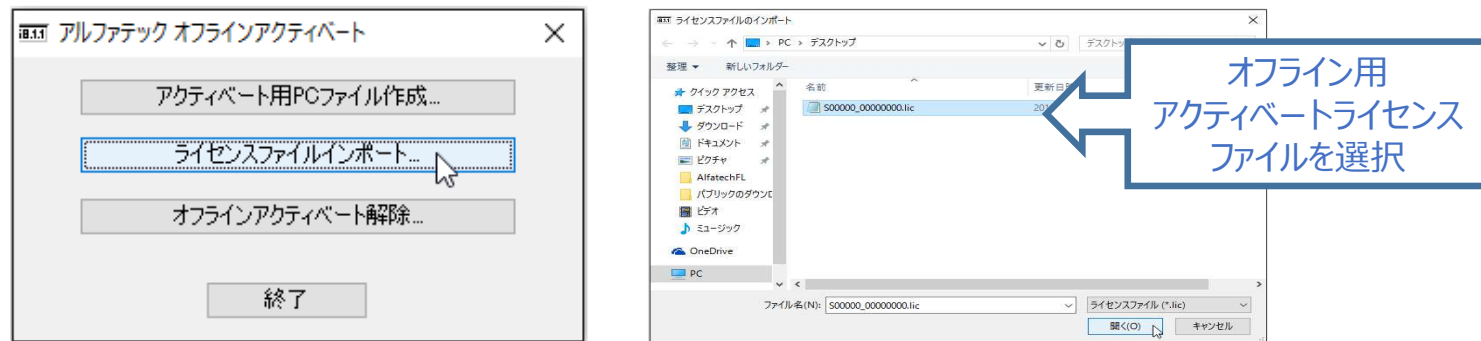 アルファテック オフラインアクティベート
アクティベート用PCファイル作成...
ライセンスファイルインポート...
オフラインアクティベート解除...
終了
ライセンスファイルのインポート
PC > デスクトップ
整理 新しいフォルダー
名前
クイック アクセス
デスクトップ
ダウンロード
ドキュメント
ピクチャ
AlfatechFL
パブリックのダウンロ
ビデオ
ミュージック
OneDrive
PC
S00000_00000000.lic
オフライン用
アクティベートライセンス
ファイルを選択
ファイル名(N): S00000_00000000.lic ライセンスファイル (*.lic)
開く(O) キャンセル